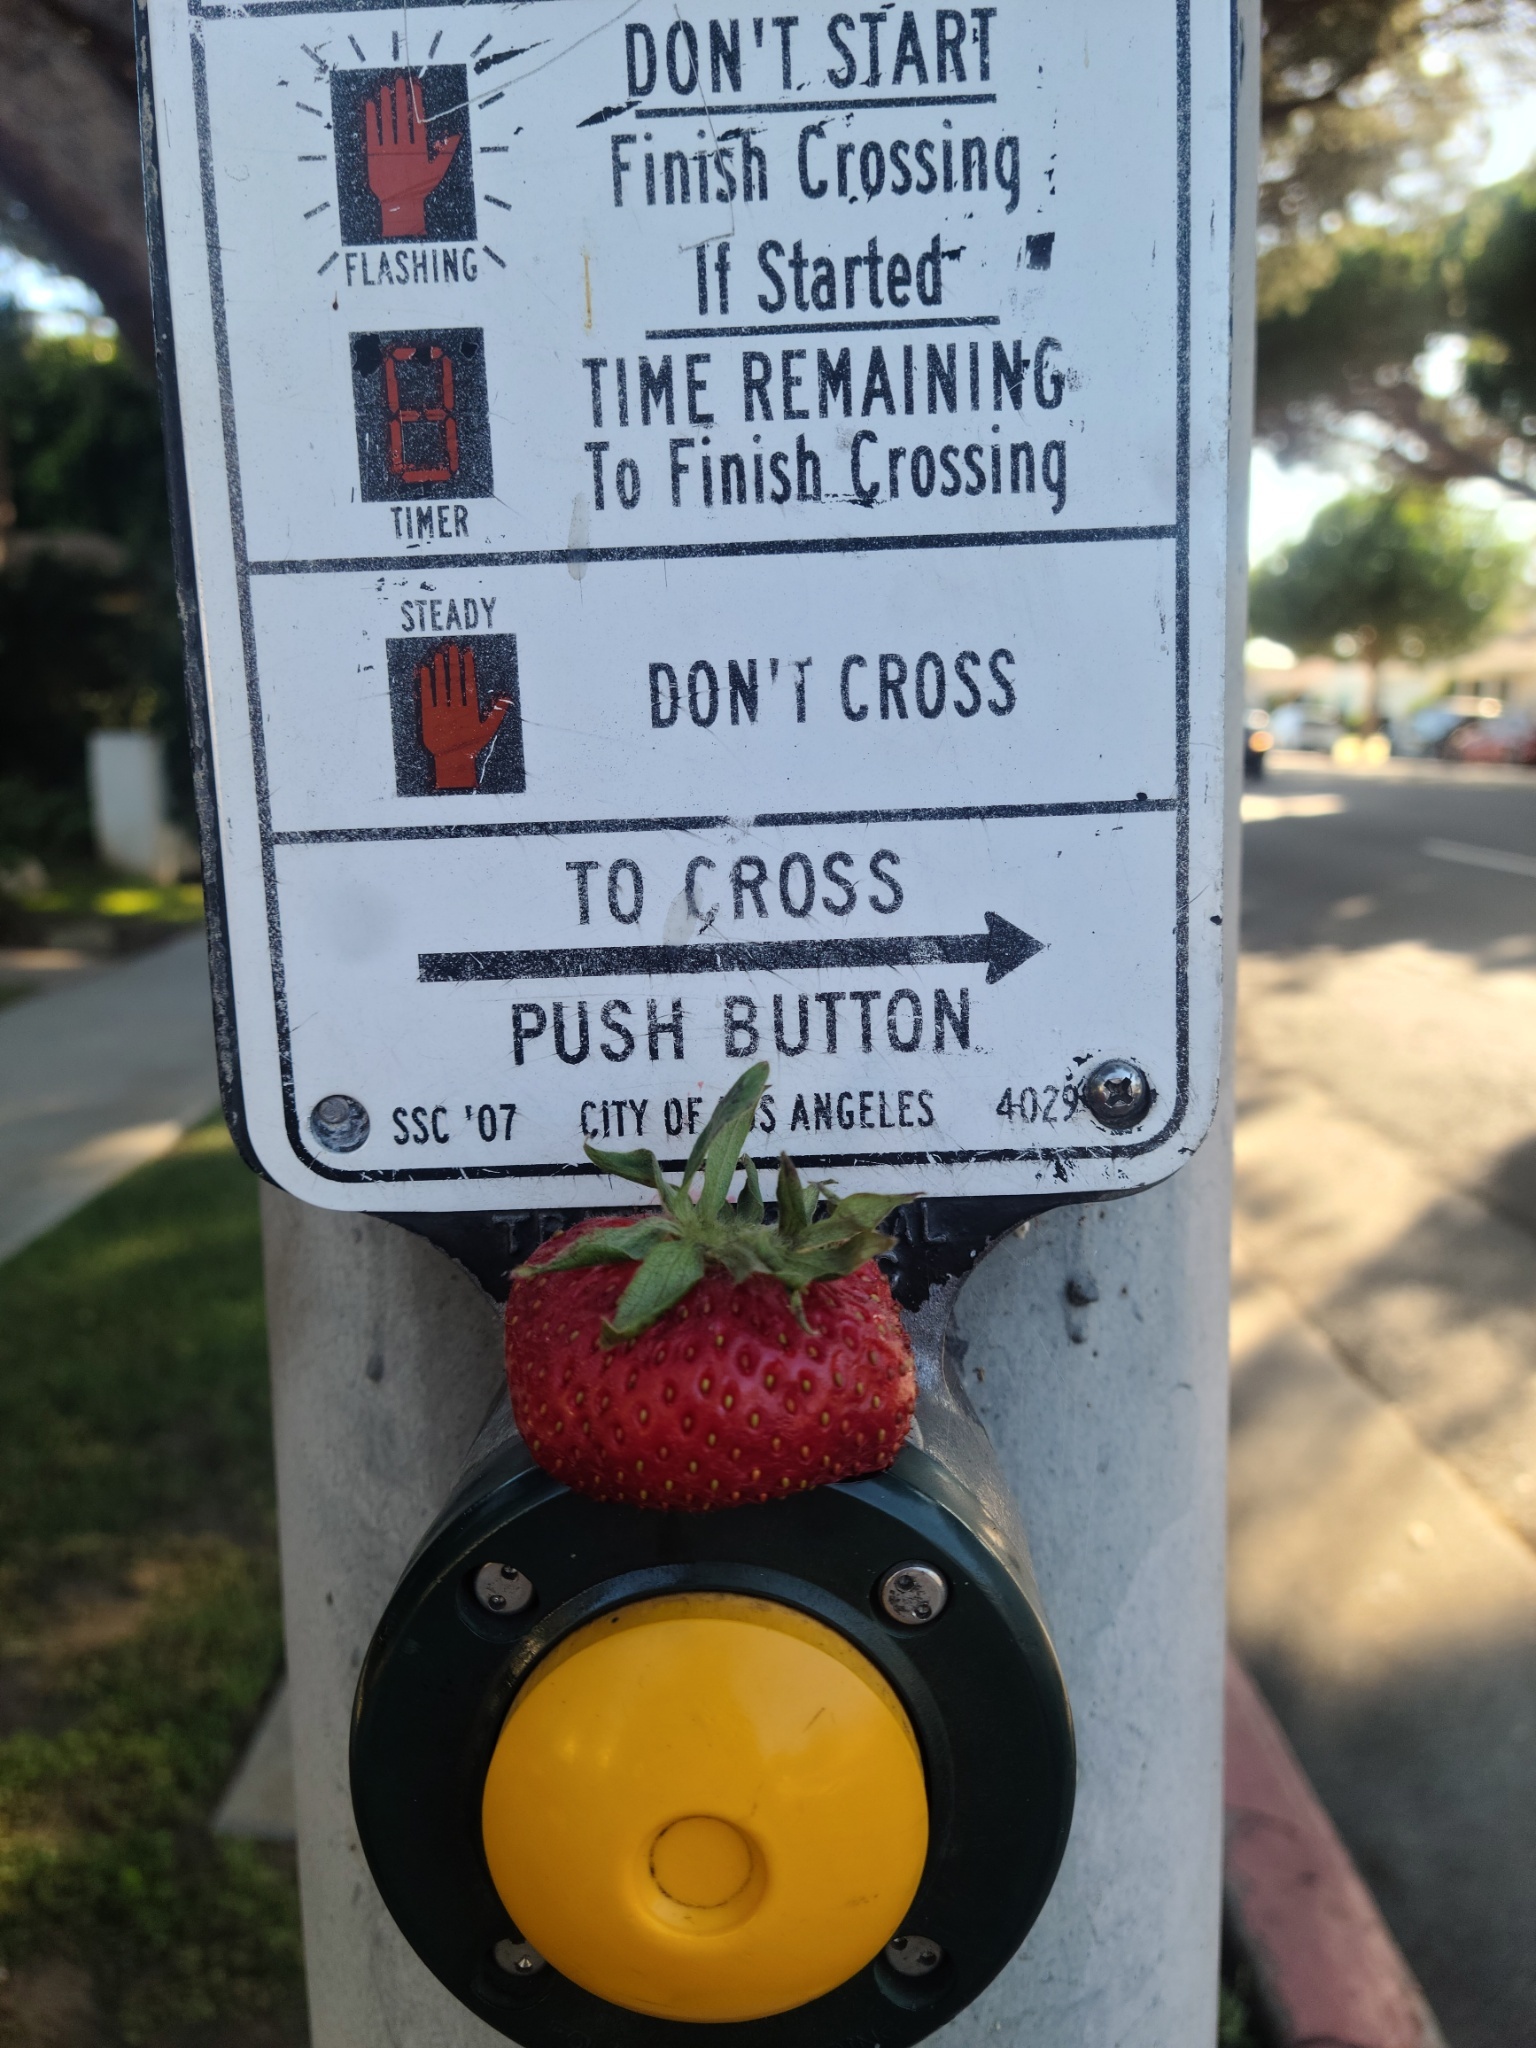 DON'T START
Finish Crossing
If Started
FLASHING
TIME REMAINING
To Finish Crossing
TIMER
STEADY
DON'T CROSS
TO CROSS
PUSH BUTTON
SSC '07 CITY OF ANGELES 4029